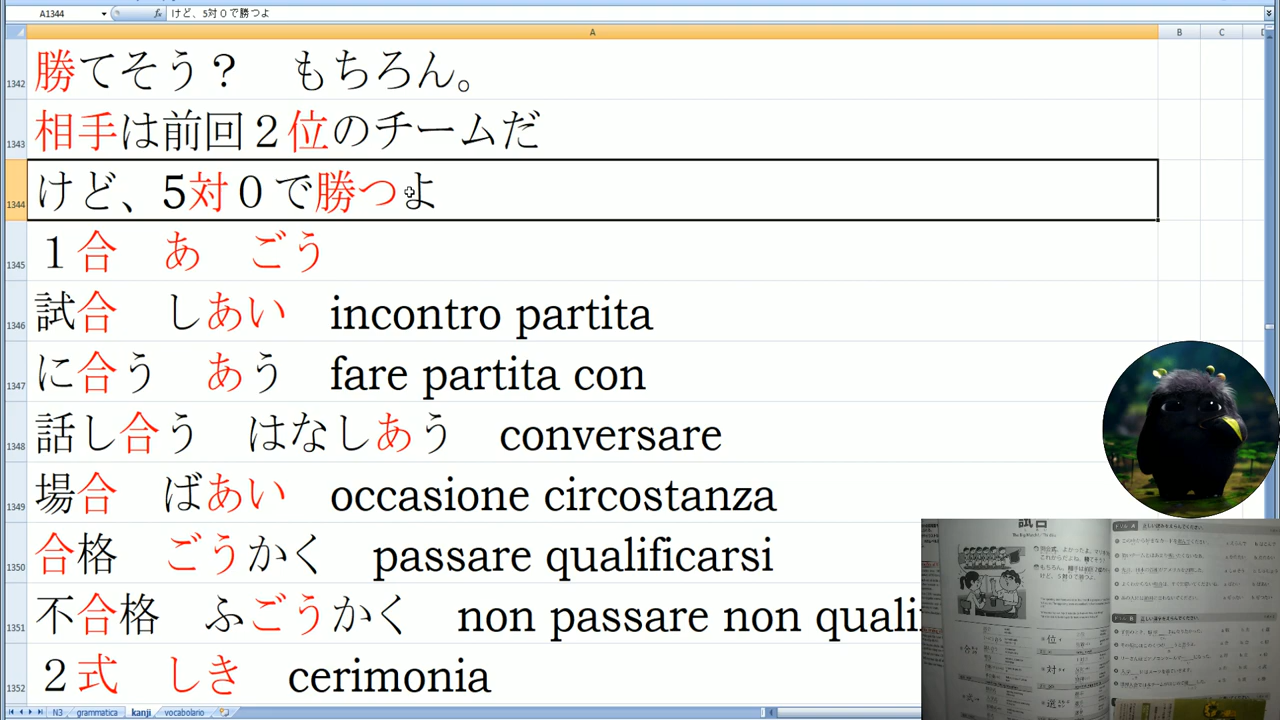 A1344 fx けど、5対０で勝つよ
A B C
1342 勝てそう？　もちろん。
1343 相手は前回２位のチームだ
1344 けど、5対０で勝つよ
1345 １合　あ　ごう
1346 試合　しあい　incontro partita
1347 に合う　あう　fare partita con
1348 話し合う　はなしあう　conversare
1349 場合　ばあい　occasione circostanza
1350 合格　ごうかく　passare qualificarsi
1351 不合格　ふごうかく　non passare non quali
1352 ２式　しき　cerimonia
N3 grammatica kanji vocabolario
試合
位
対
選